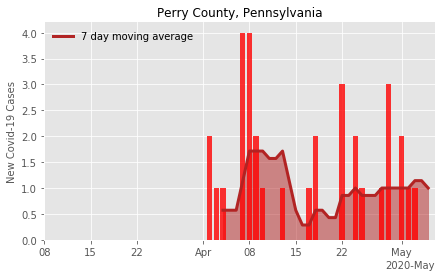 Perry County, Pennsylvania
7 day moving average
New Covid-19 Cases
4.0
3.5
3.0
2.5
2.0
1.5
1.0
0.5
0.0
08 15 22 Apr 08 15 22 May
2020-May